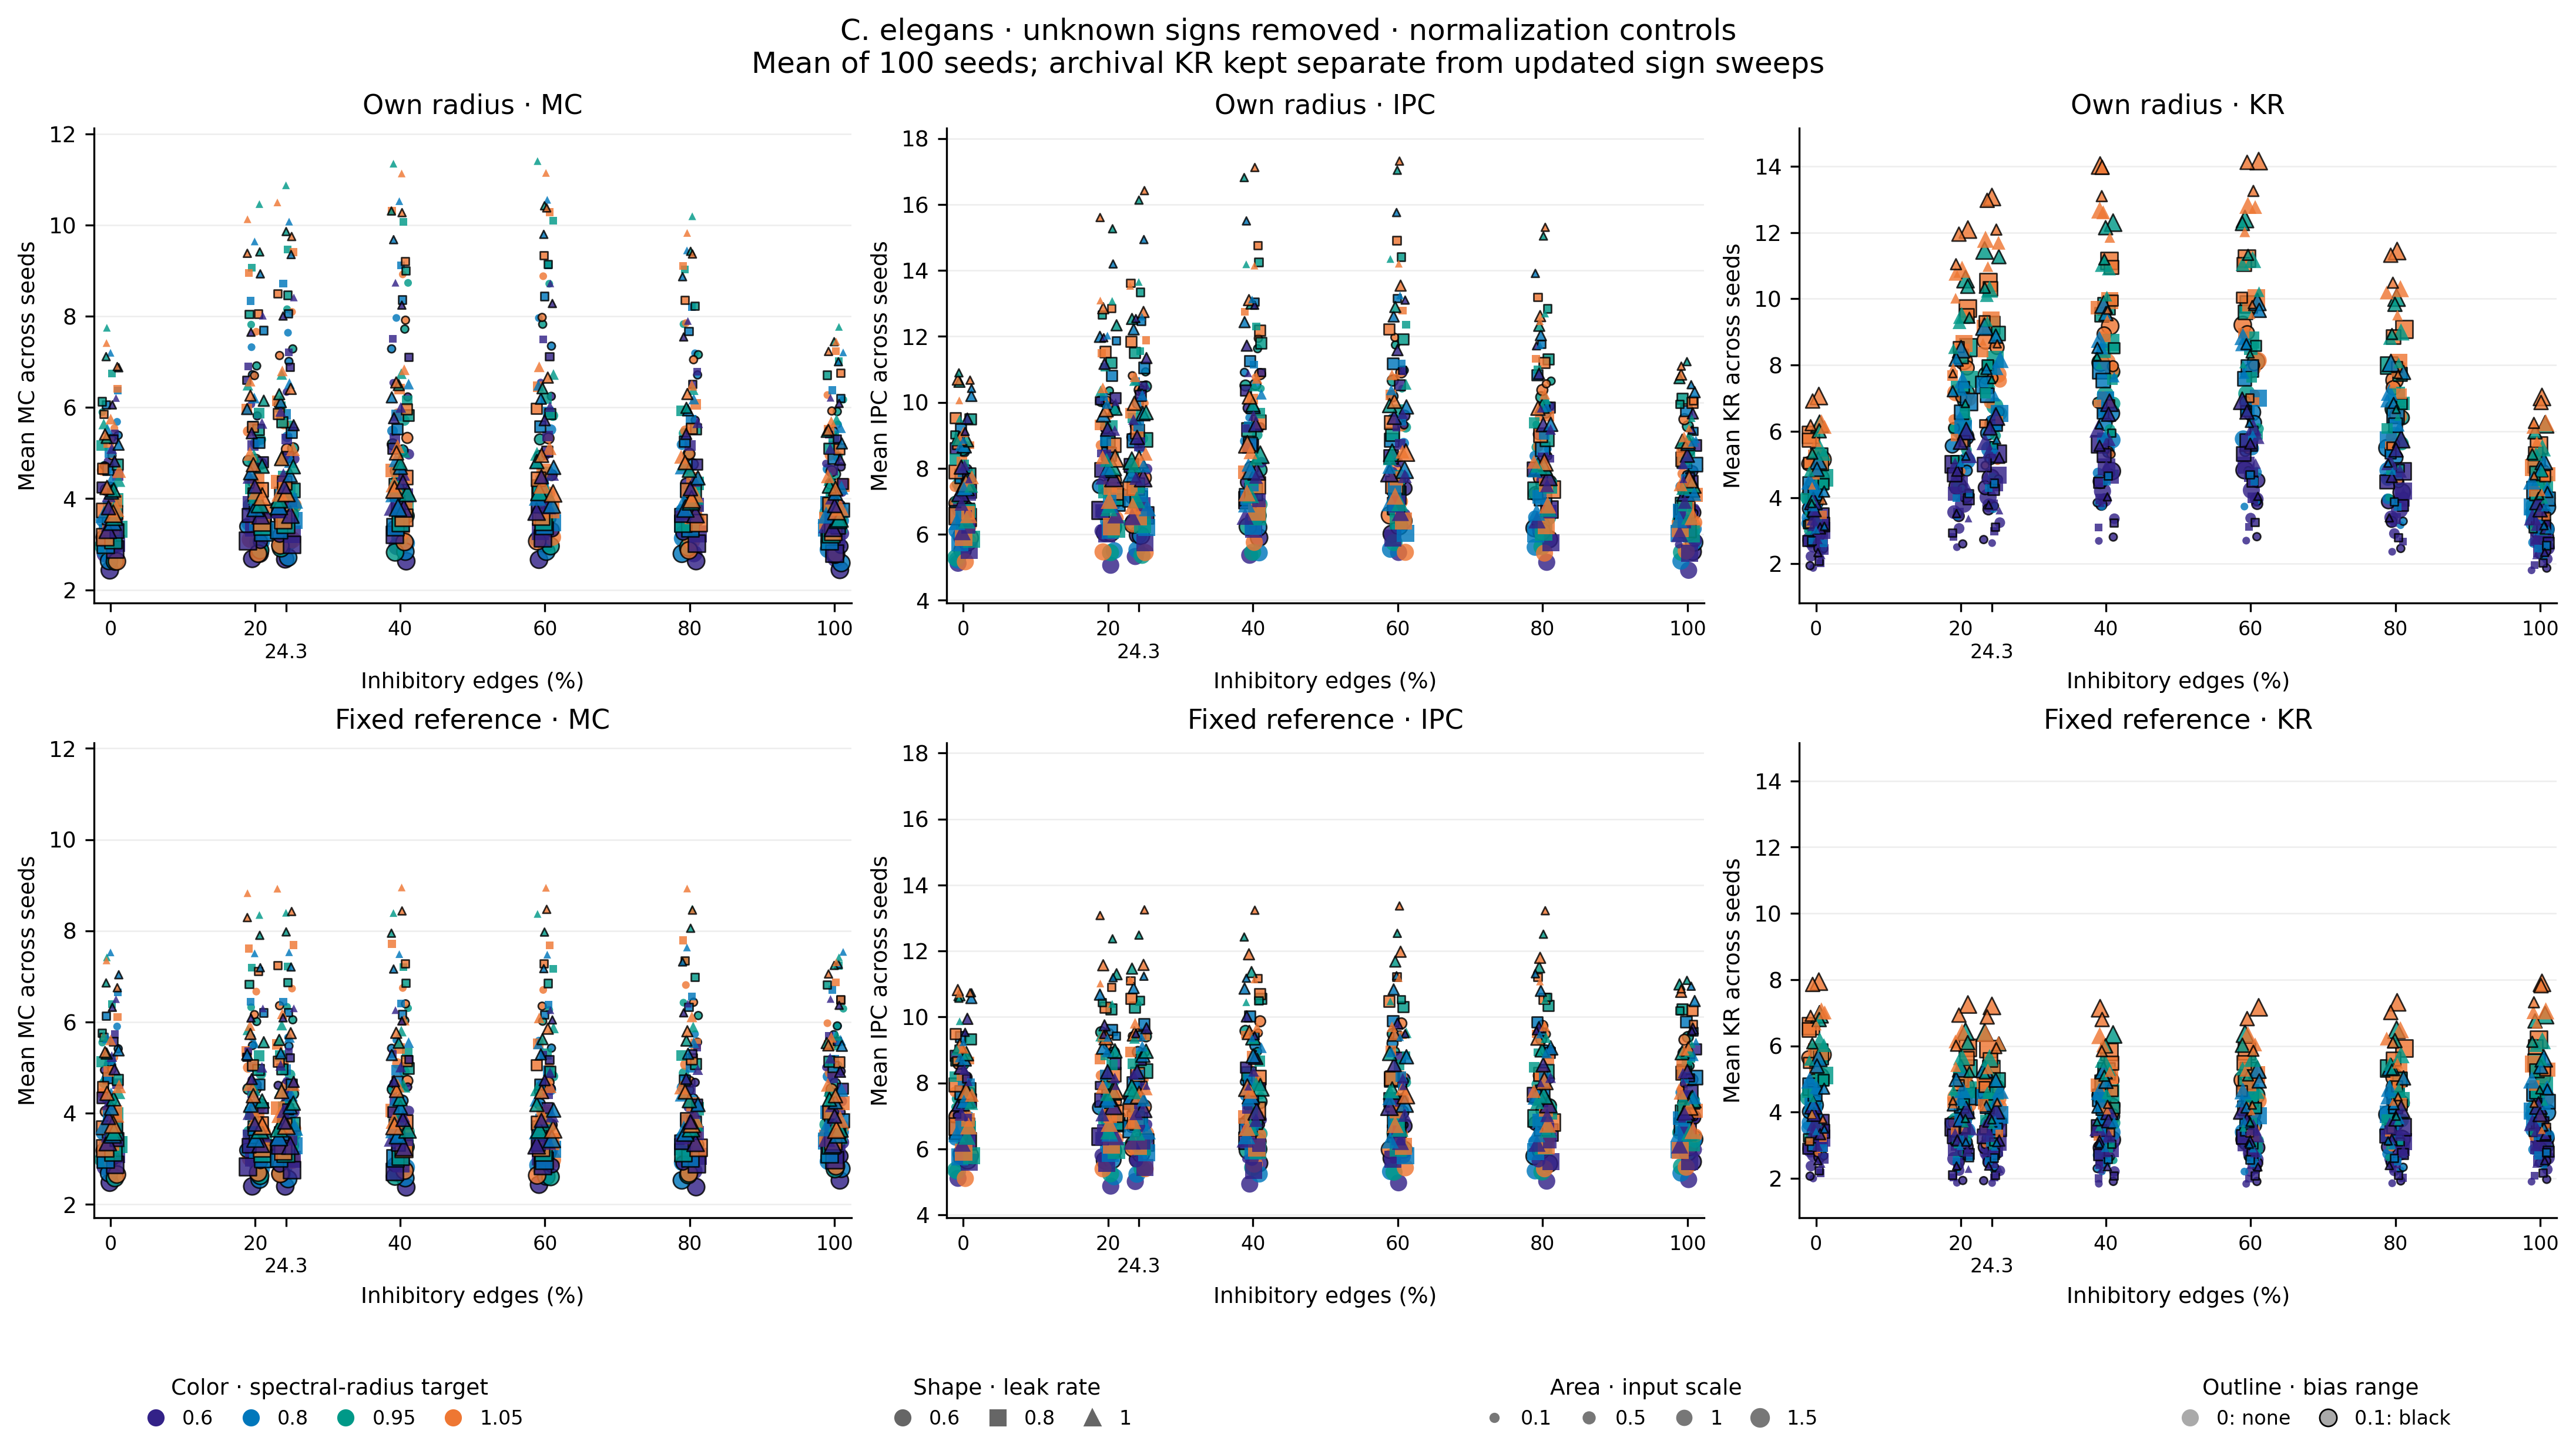 C. elegans · unknown signs removed · normalization controls
Mean of 100 seeds; archival KR kept separate from updated sign sweeps
Own radius · MC
12
10
8
6
4
2
Mean MC across seeds
0 20 40 60 80 100
24.3
Inhibitory edges (%)
Own radius · IPC
18
16
14
12
10
8
6
4
Mean IPC across seeds
0 20 40 60 80 100
24.3
Inhibitory edges (%)
Own radius · KR
14
12
10
8
6
4
2
Mean KR across seeds
0 20 40 60 80 100
24.3
Inhibitory edges (%)
Fixed reference · MC
12
10
8
6
4
2
Mean MC across seeds
0 20 40 60 80 100
24.3
Inhibitory edges (%)
Fixed reference · IPC
18
16
14
12
10
8
6
4
Mean IPC across seeds
0 20 40 60 80 100
24.3
Inhibitory edges (%)
Fixed reference · KR
14
12
10
8
6
4
2
Mean KR across seeds
0 20 40 60 80 100
24.3
Inhibitory edges (%)
Color · spectral-radius target
0.6 0.8 0.95 1.05
Shape · leak rate
0.6 0.8 1
Area · input scale
0.1 0.5 1 1.5
Outline · bias range
0: none 0.1: black